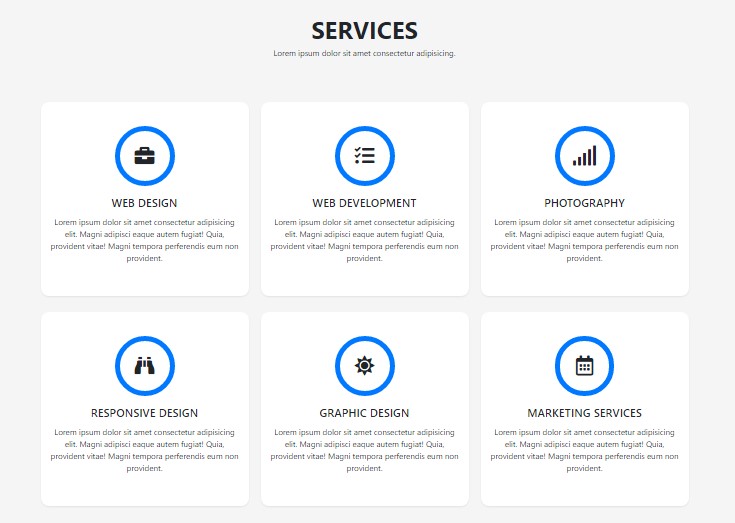 SERVICES
Lorem ipsum dolor sit amet consectetur adipisicing.
WEB DESIGN
Lorem ipsum dolor sit amet consectetur adipisicing
elit. Magni adipisci eaque autem fugiat! Quia,
provident vitae! Magni tempora perferendis eum non
provident.
WEB DEVELOPMENT
Lorem ipsum dolor sit amet consectetur adipisicing
elit. Magni adipisci eaque autem fugiat! Quia,
provident vitae! Magni tempora perferendis eum non
provident.
PHOTOGRAPHY
Lorem ipsum dolor sit amet consectetur adipisicing
elit. Magni adipisci eaque autem fugiat! Quia,
provident vitae! Magni tempora perferendis eum non
provident.
RESPONSIVE DESIGN
Lorem ipsum dolor sit amet consectetur adipisicing
elit. Magni adipisci eaque autem fugiat! Quia,
provident vitae! Magni tempora perferendis eum non
provident.
GRAPHIC DESIGN
Lorem ipsum dolor sit amet consectetur adipisicing
elit. Magni adipisci eaque autem fugiat! Quia,
provident vitae! Magni tempora perferendis eum non
provident.
MARKETING SERVICES
Lorem ipsum dolor sit amet consectetur adipisicing
elit. Magni adipisci eaque autem fugiat! Quia,
provident vitae! Magni tempora perferendis eum non
provident.